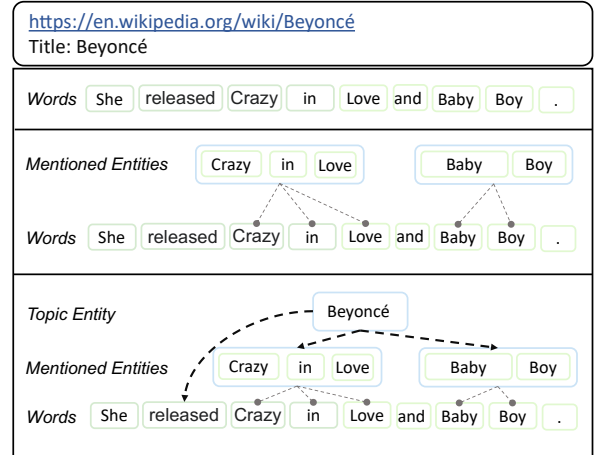 https://en.wikipedia.org/wiki/Beyoncé
Title: Beyoncé
Words She released Crazy in Love and Baby Boy .
Mentioned Entities Crazy in Love Baby Boy
Words She released Crazy in Love and Baby Boy .
Topic Entity Beyoncé
Mentioned Entities Crazy in Love Baby Boy
Words She released Crazy in Love and Baby Boy .